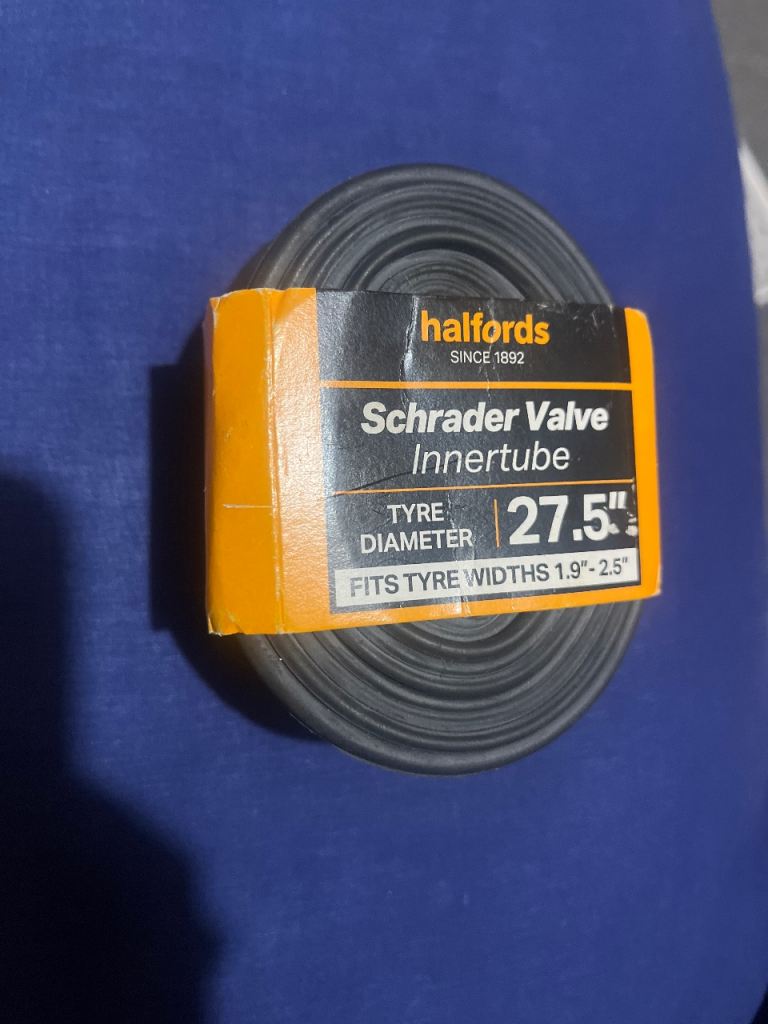 halfords
SINCE 1892
Schrader Valve
Innertube
TYRE
DIAMETER
27.5"
FITS TYRE WIDTHS 1.9"- 2.5"